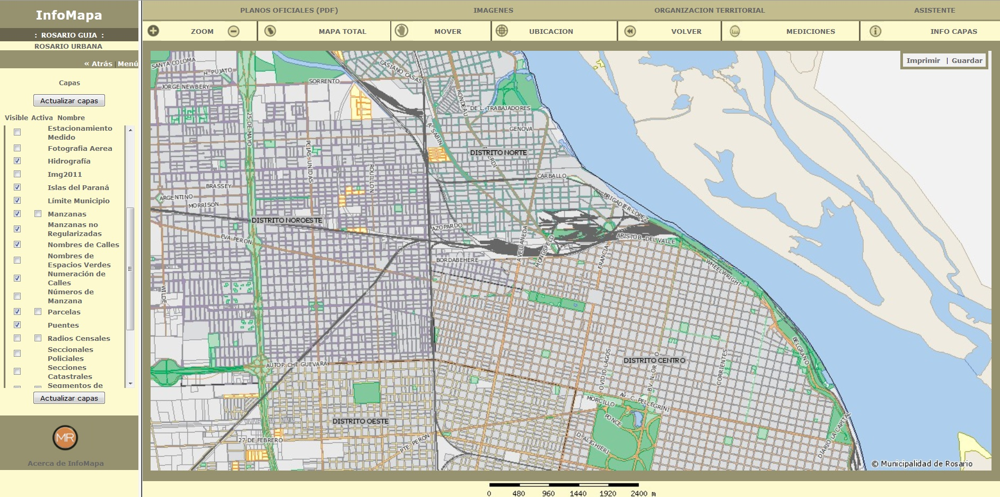 InfoMapa
: ROSARIO GUIA :
ROSARIO URBANA
« Atrás | Menú
Capas
Actualizar capas
Visible Activa Nombre
Estacionamiento
Medido
Fotografia Aerea
Hidrografía
Img2011
Islas del Paraná
Límite Municipio
Manzanas
Manzanas no
Regularizadas
Nombres de Calles
Nombres de
Espacios Verdes
Numeración de
Calles
Números de
Manzana
Parcelas
Puentes
Radios Censales
Seccionales
Policiales
Secciones
Catastrales
Segmentos de
Actualizar capas
MR
Acerca de InfoMapa
PLANOS OFICIALES (PDF)
IMAGENES
ORGANIZACION TERRITORIAL
ASISTENTE
ZOOM
MAPA TOTAL
MOVER
UBICACION
VOLVER
MEDICIONES
INFO CAPAS
Imprimir | Guardar
SANTA COLOMA
H. PUJATO
CASIANO CASAS
SORRENTO
JORGE NEWBERY
RONDEAU
DE L. TRABAJADORES
25 DE MAYO
A. SABIN
GENOVA
PCIAS. UNIDAS
DISTRITO NORTE
ROUILLON
CARBALLO
BRASSEY
ARGENTINO
MORRISON
BRIGADIER LOPEZ
DISTRITO NOROESTE
AZOPARDO
EVA PERON
AVELLANEDA
MONGSFELD
ARISTOB. DEL VALLE
BORDABEHERE
FRANCIA
WHEELWRIGHT
WILDE
BELGRANO
OVIDIO LAGOS
DISTRITO CENTRO
CORRIENTES
AUTOP. CHE GUEVARA
BV. N. OR O
MORCILLO
AV. C. PELLEGRINI
PONCE
DISTRITO OESTE
27 DE FEBRERO
PTE. PERON
D. ALIGHIERI
DIARIO LA CAPITAL
© Municipalidad de Rosario
0 480 960 1440 1920 2400 m